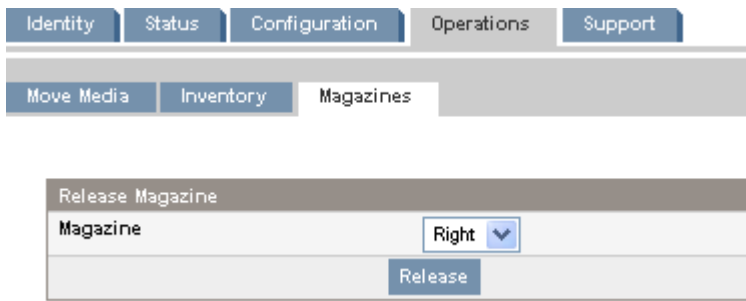 Identity Status Configuration Operations Support
Move Media Inventory Magazines
Release Magazine
Magazine Right
Release